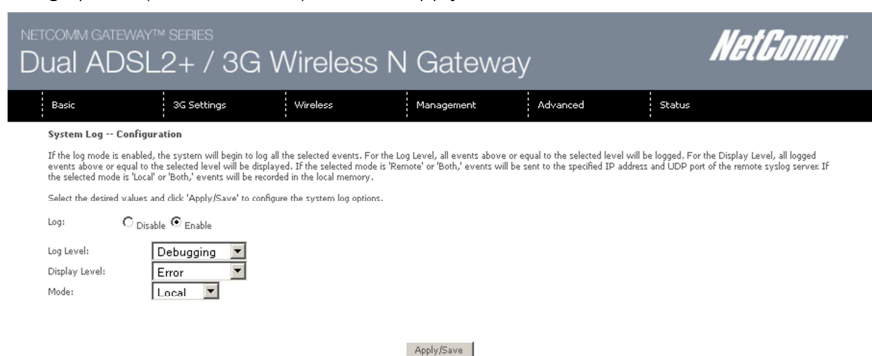 NETCOMM GATEWAY™ SERIES
Dual ADSL2+ / 3G Wireless N Gateway
NetComm
Basic
3G Settings
Wireless
Management
Advanced
Status
System Log -- Configuration
If the log mode is enabled, the system will begin to log all the selected events. For the Log Level, all events above or equal to the selected level will be logged. For the Display Level, all logged
events above or equal to the selected level will be displayed. If the selected mode is 'Remote' or 'Both,' events will be sent to the specified IP address and UDP port of the remote syslog server. If
the selected mode is 'Local' or 'Both,' events will be recorded in the local memory.
Select the desired values and click 'Apply/Save' to configure the system log options.
Log: Disable Enable
Log Level: Debugging
Display Level: Error
Mode: Local
Apply/Save